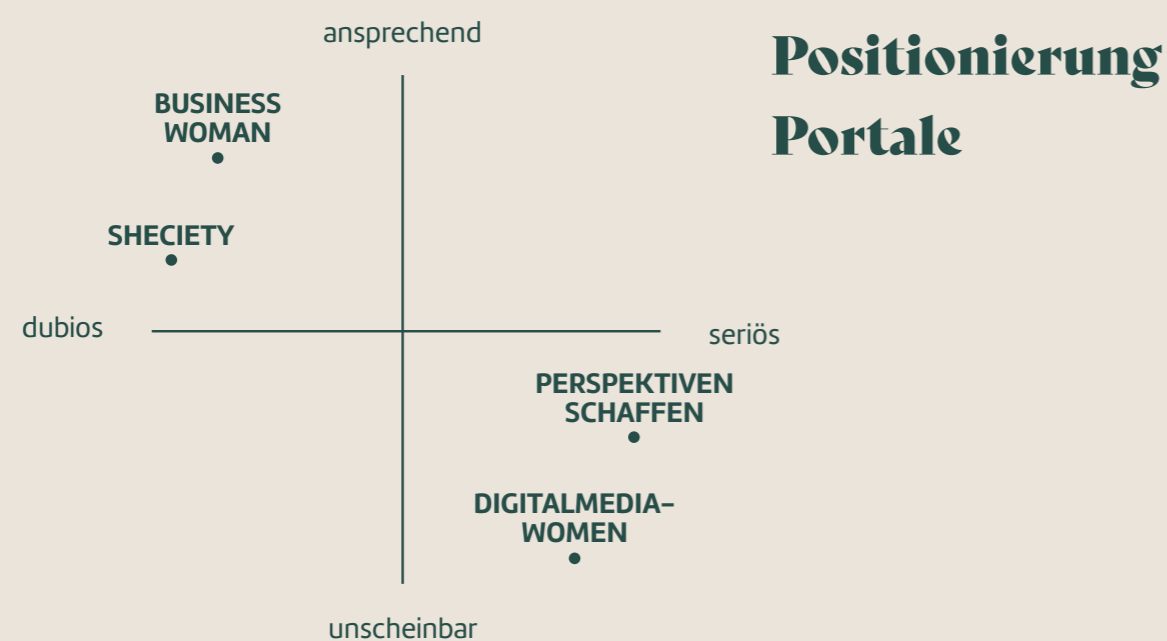 Positionierung
Portale
ansprechend
BUSINESS
WOMAN
SHECIETY
dubios
seriös
PERSPEKTIVEN
SCHAFFEN
DIGITALMEDIA–
WOMEN
unscheinbar